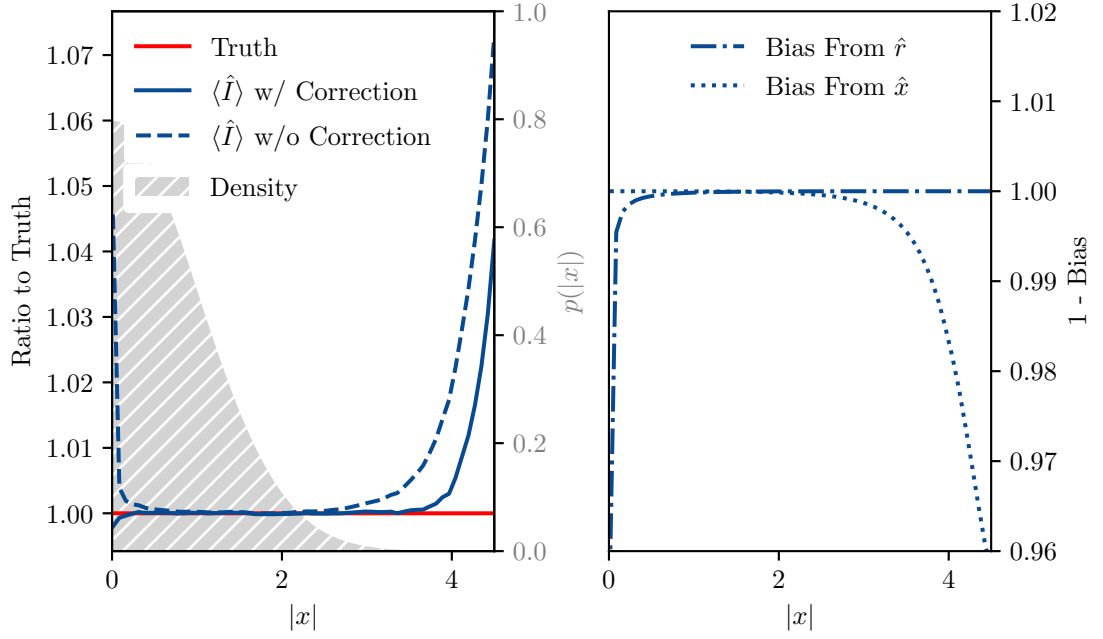 Truth
⟨Î⟩ w/ Correction
⟨Î⟩ w/o Correction
Density
Ratio to Truth
1.07
1.06
1.05
1.04
1.03
1.02
1.01
1.00
0
2
4
|x|
1.0
0.8
0.6
0.4
0.2
0.0
p(|x|)
Bias From r̂
Bias From x̂
0
2
4
|x|
1.02
1.01
1.00
0.99
0.98
0.97
0.96
1 - Bias